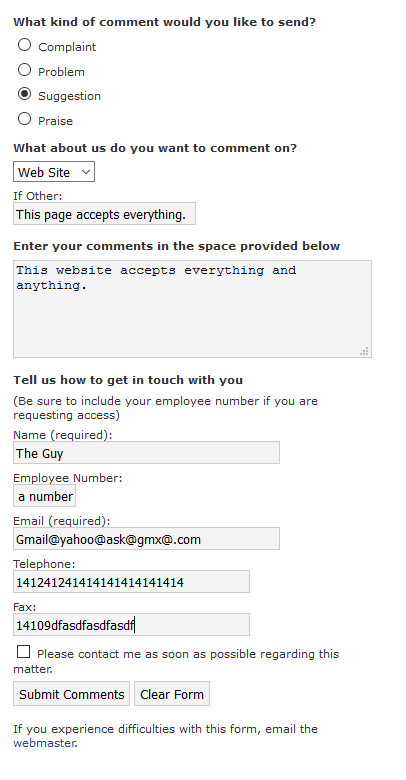 What kind of comment would you like to send?
Complaint
Problem
Suggestion
Praise
What about us do you want to comment on?
Web Site
If Other:
This page accepts everything.
Enter your comments in the space provided below
This website accepts everything and
anything.
Tell us how to get in touch with you
(Be sure to include your employee number if you are
requesting access)
Name (required):
The Guy
Employee Number:
a number
Email (required):
Gmail@yahoo@ask@gmx@.com
Telephone:
141241241414141414141414
Fax:
14109dfasdfasdfasdf
Please contact me as soon as possible regarding this
matter.
Submit Comments Clear Form
If you experience difficulties with this form, email the
webmaster.